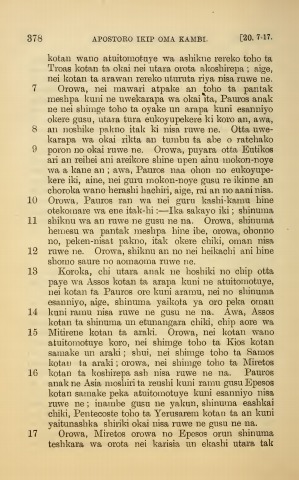 378 APOSTORO IKIP OMA KAMBI. [20. 7-17.
kotan wano atuitomotuye wa ashikne rereko toho ta
Troas kotan ta okai nei utara orota akoshirepa; aige,
nei kotan ta arawan rereko uturuta riya nisa ruwe ne.
7 Orowa, nei mawari atpake an toho ta pantak
meshpa kuni ne uwekarapa wa okai ita, Pauros anak
ne nei shimge toho ta oyake un arapa kuni esanniyo
okere gusu, utara tura eukoyupekere ki koro an, awa,
8 an noshike pakno itak ki nisa ruwe ne. Otta uwe-
karapa wa okai rikta an tumbu ta abe o ratchako
9 poron no okai ruwe ne. Orowa, puyara otta Eutikos
ari an reihei ani areikore shine upen ainu mokon-noye
wa a kane an; awa, Pauros naa ohon no eukoyupe-
kere iki, aine, nei guru mokou-noye gusu re ikinne an
choroka wano herashi hachiri, aige, rai an no aani nisa.
10 Orowa, Pauros ran wa nei guru kashi-kamu hine
otekomare wa ene itak-hi:—Ika sakayo iki; shinuma
11 shiknu wa an ruwe ne gusu ne na. Orowa, shinuma
hemesu wa pantak meshpa hine ibe, orowa, ohonno
no, peken-nisat pakno, itak okere chiki, oman nisa
12 ruwe ne. Orowa, shiknu an no nei heikachi ani hine
shomo saure no aomaoma ruwe ne.
13 Koroka, chi utara anak ne hoshiki no chip otta
paye wa Assos kotan ta arapa kuni ne atuitomotuye,
nei kotan ta Pauros oro kuni aramu, nei no shinuma
esanniyo, aige, shinuma yaikota ya oro peka oman
14 kuni ramu nisa ruwe ne gusu ne na. Awa, Assos
kotan ta shinuma un etunangara chiki, chip aore wa
15 Mitirene kotan ta araki. Orowa, nei kotan wano
atuitomotuye koro, nei shimge toho ta Kios kotan
samake un araki; shui, nei shimge toho ta Samos
kotan ta araki; orowa, nei shimge toho ta Miretos
16 kotan ta koshirepa ash nisa ruwe ne na. Pauros
anak ne Asia moshiri ta reushi kuni ramu gusu Epesos
kotan samake peka atuitomotuye kuni esanniyo nisa
ruwe ne; inambe gusu ne yakun, shinuma eashkai
chiki, Pentecoste toho ta Yerusarem kotan ta an kuni
yaitunashka shiriki okai nisa ruwe ne gusu ne na.
17 Orowa, Miretos orowa no Epesos orun shinuma
teshkara wa orota nei karisia un ekashi utara tak